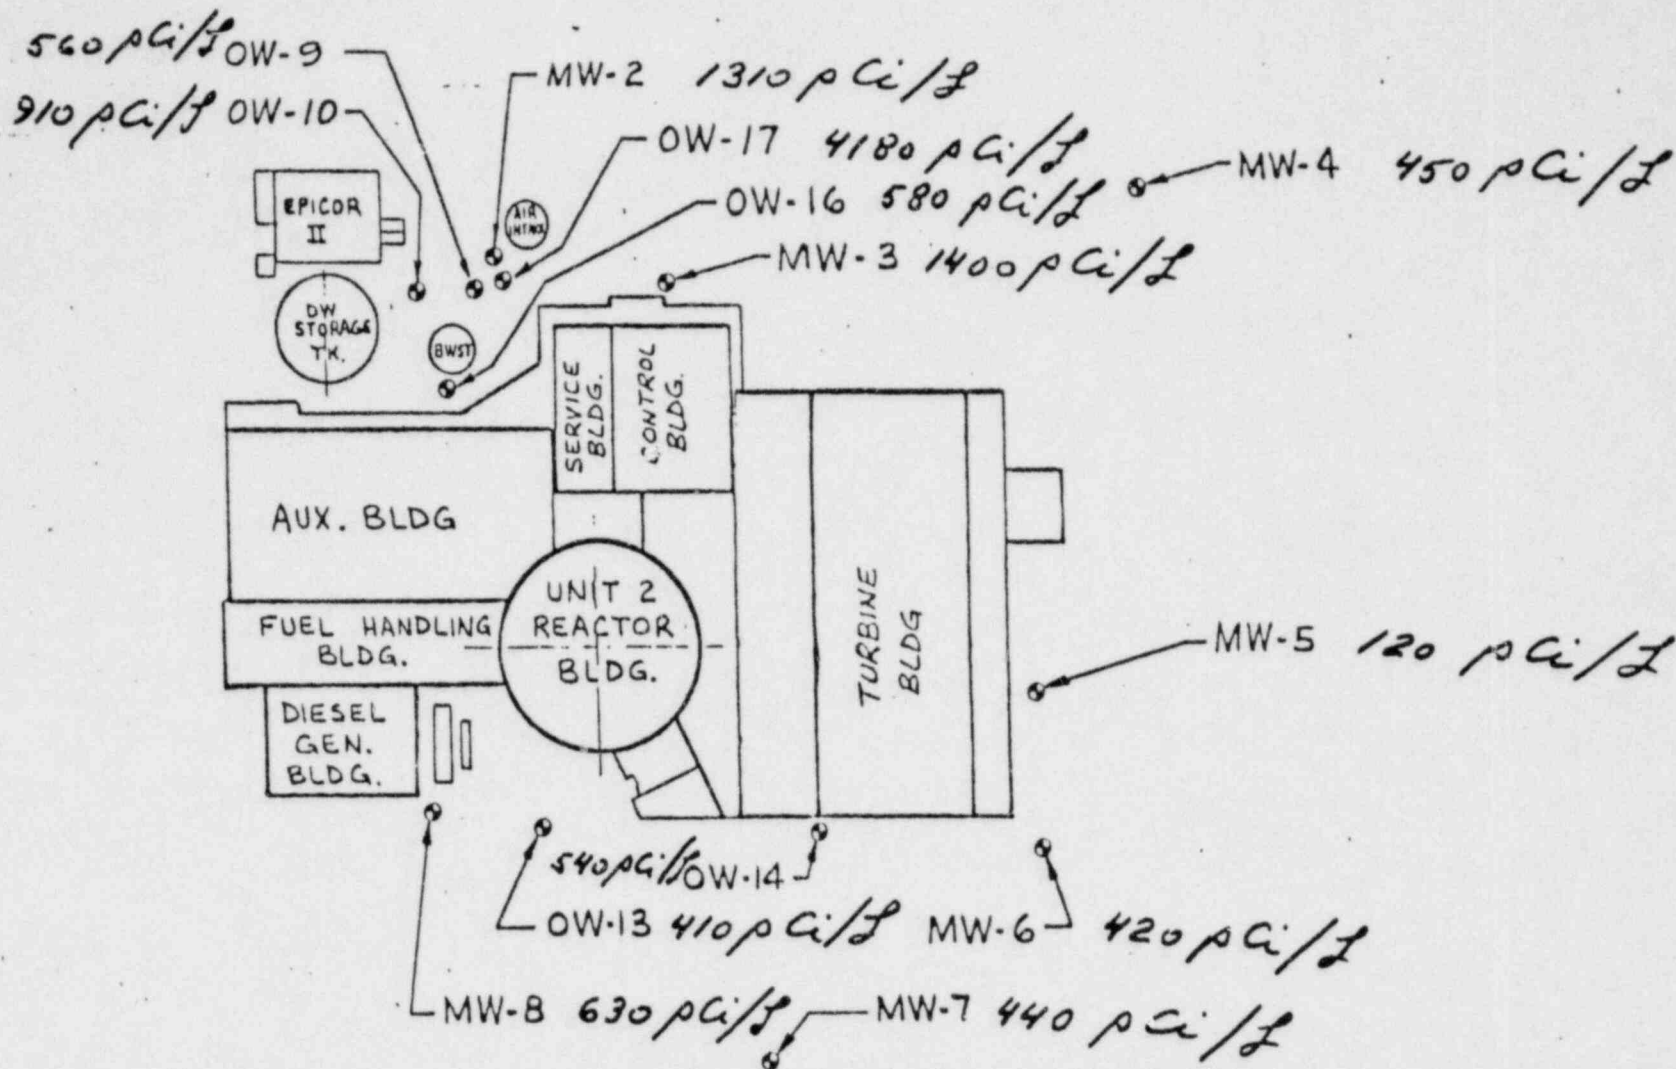 560 pCi/L OW-9
MW-2 1310 pCi/L
910 pCi/L OW-10
OW-17 4180 pCi/L
MW-4 450 pCi/L
OW-16 580 pCi/L
MW-3 1400 pCi/L
EPICOR
II
AIR
INTAKE
DW
STORAGE
TK.
BWST
SERVICE
BLDG.
CONTROL
BLDG.
AUX. BLDG
UNIT 2
REACTOR
BLDG.
FUEL HANDLING
BLDG.
TURBINE
BLDG
MW-5 120 pCi/L
DIESEL
GEN.
BLDG.
540 pCi/L OW-14
OW-13 410 pCi/L
MW-6 420 pCi/L
MW-8 630 pCi/L
MW-7 440 pCi/L